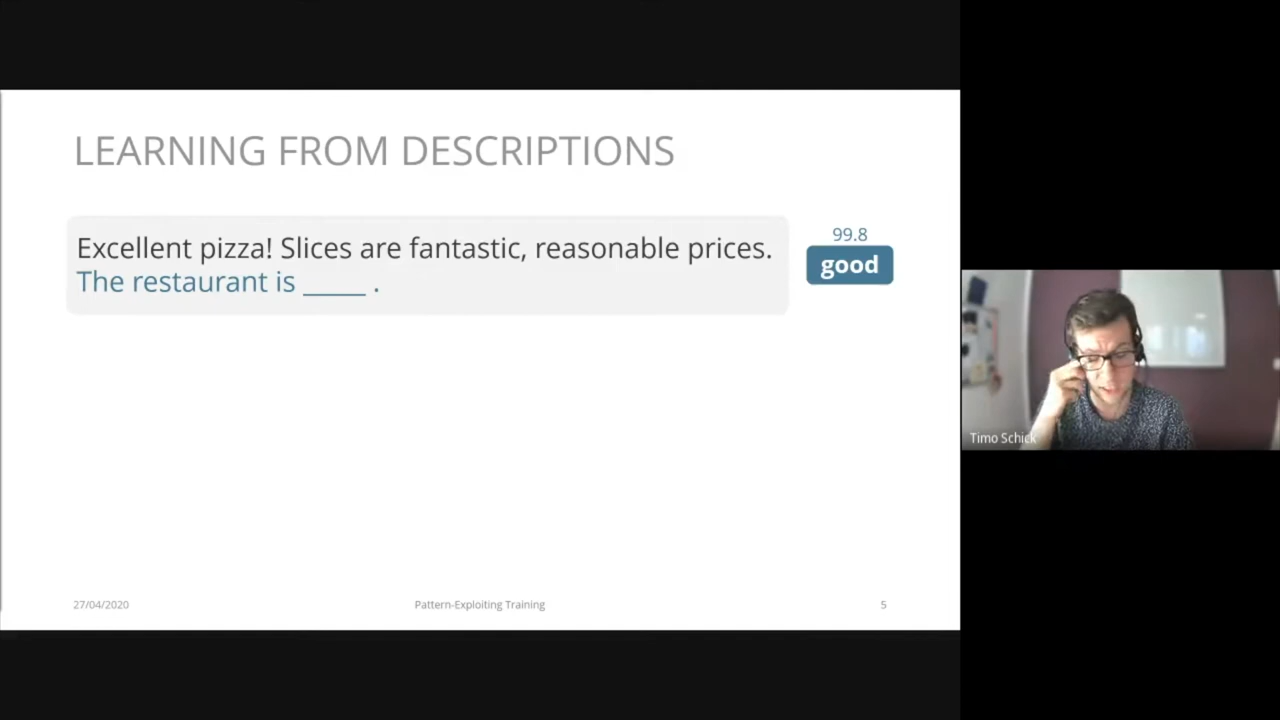 LEARNING FROM DESCRIPTIONS
Excellent pizza! Slices are fantastic, reasonable prices.
The restaurant is _____ .
99.8
good
27/04/2020
Pattern-Exploiting Training
5
Timo Schick